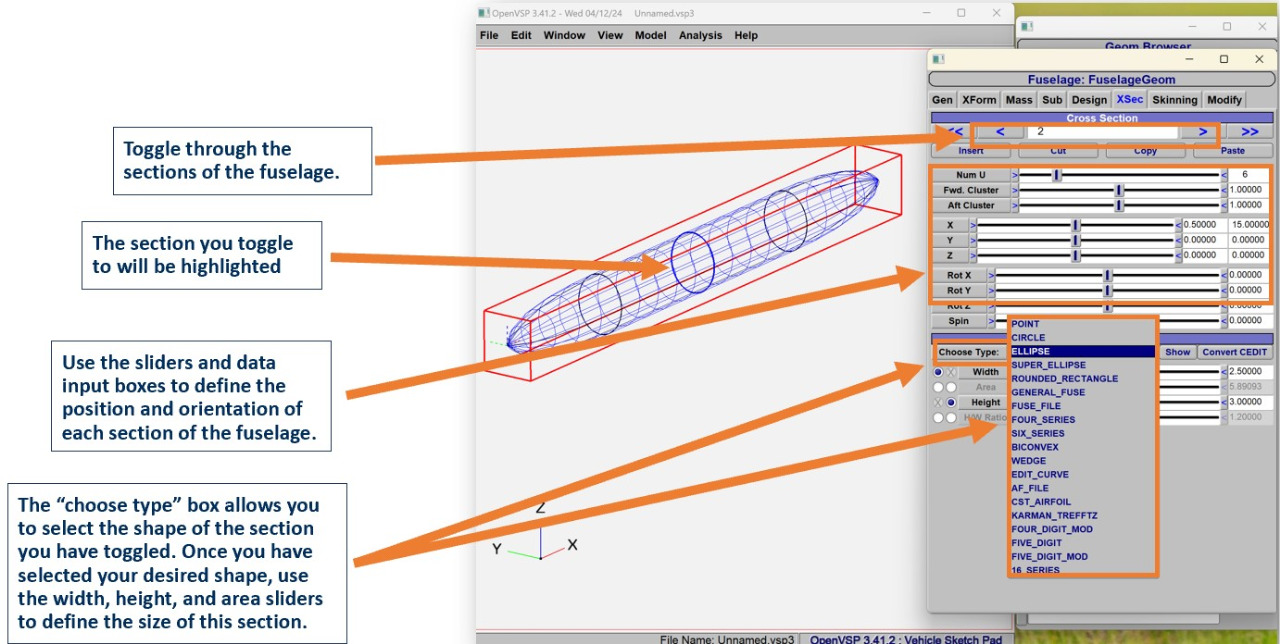 OpenVSP 3.41.2 - Wed 04/12/24 Unnamed.vsp3
File Edit Window View Model Analysis Help
Geom Browser
Fuselage: FuselageGeom
Gen XForm Mass Sub Design XSec Skinning Modify
Cross Section
<< < 2 > >>
Insert Cut Copy Paste
Num U > < 6
Fwd. Cluster > < 1.00000
Aft Cluster > < 1.00000
X > < 0.50000 15.00000
Y > < 0.00000 0.00000
Z > < 0.00000 0.00000
Rot X > < 0.00000
Rot Y > < 0.00000
Rot Z > < 0.00000
Spin > < 0.00000
Choose Type: Show Convert CEDIT
Width < 2.50000
Area < 5.89093
Height < 3.00000
H/W Ratio < 1.20000
POINT
CIRCLE
ELLIPSE
SUPER_ELLIPSE
ROUNDED_RECTANGLE
GENERAL_FUSE
FUSE_FILE
FOUR_SERIES
SIX_SERIES
BICONVEX
WEDGE
EDIT_CURVE
AF_FILE
CST_AIRFOIL
KARMAN_TREFFTZ
FOUR_DIGIT_MOD
FIVE_DIGIT
FIVE_DIGIT_MOD
16_SERIES
Toggle through the
sections of the fuselage.
The section you toggle
to will be highlighted
Use the sliders and data
input boxes to define the
position and orientation of
each section of the fuselage.
The “choose type” box allows you
to select the shape of the section
you have toggled. Once you have
selected your desired shape, use
the width, height, and area sliders
to define the size of this section.
Z
Y
X
File Name: Unnamed.vsp3 OpenVSP 3.41.2 : Vehicle Sketch Pad